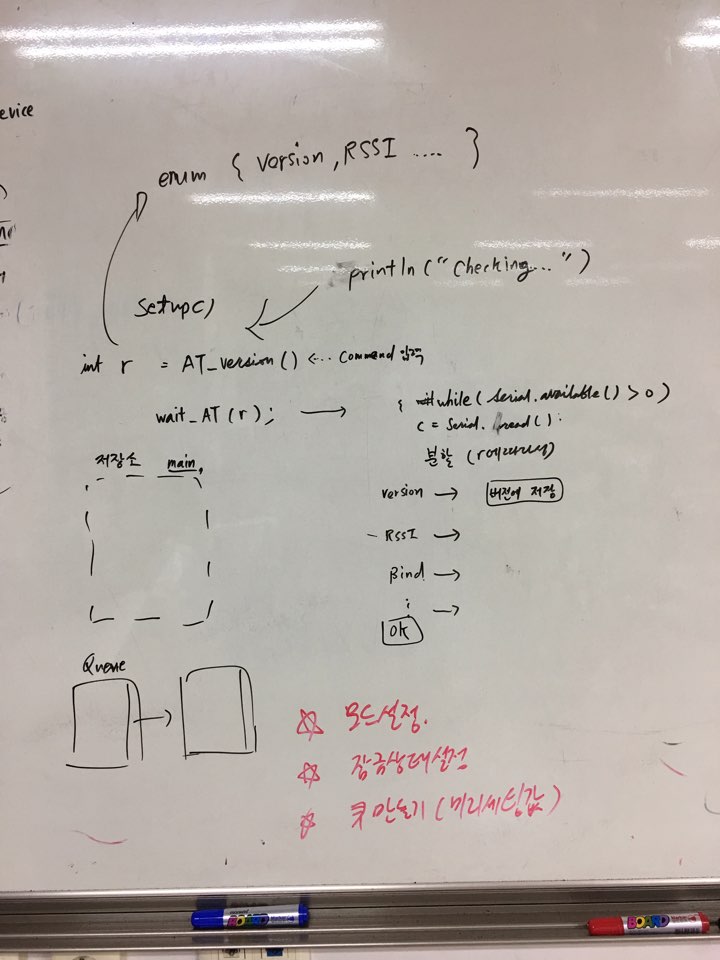 evice
enum { version, RSSI .... }
println("Checking...")
Setup()
int r = AT_version() <... Command 입력
wait_AT(r);
{ while( Serial.available() > 0 )
c = Serial. read();
분할 (r에따라서)
저장소 main
version → 버전에 저장
- RSSI →
Bind →
: →
OK
Queue
☆ 모드설정.
☆ 잠금상태설정
☆ 큐 만들기 (미리세팅값)
BOARD
BOARD